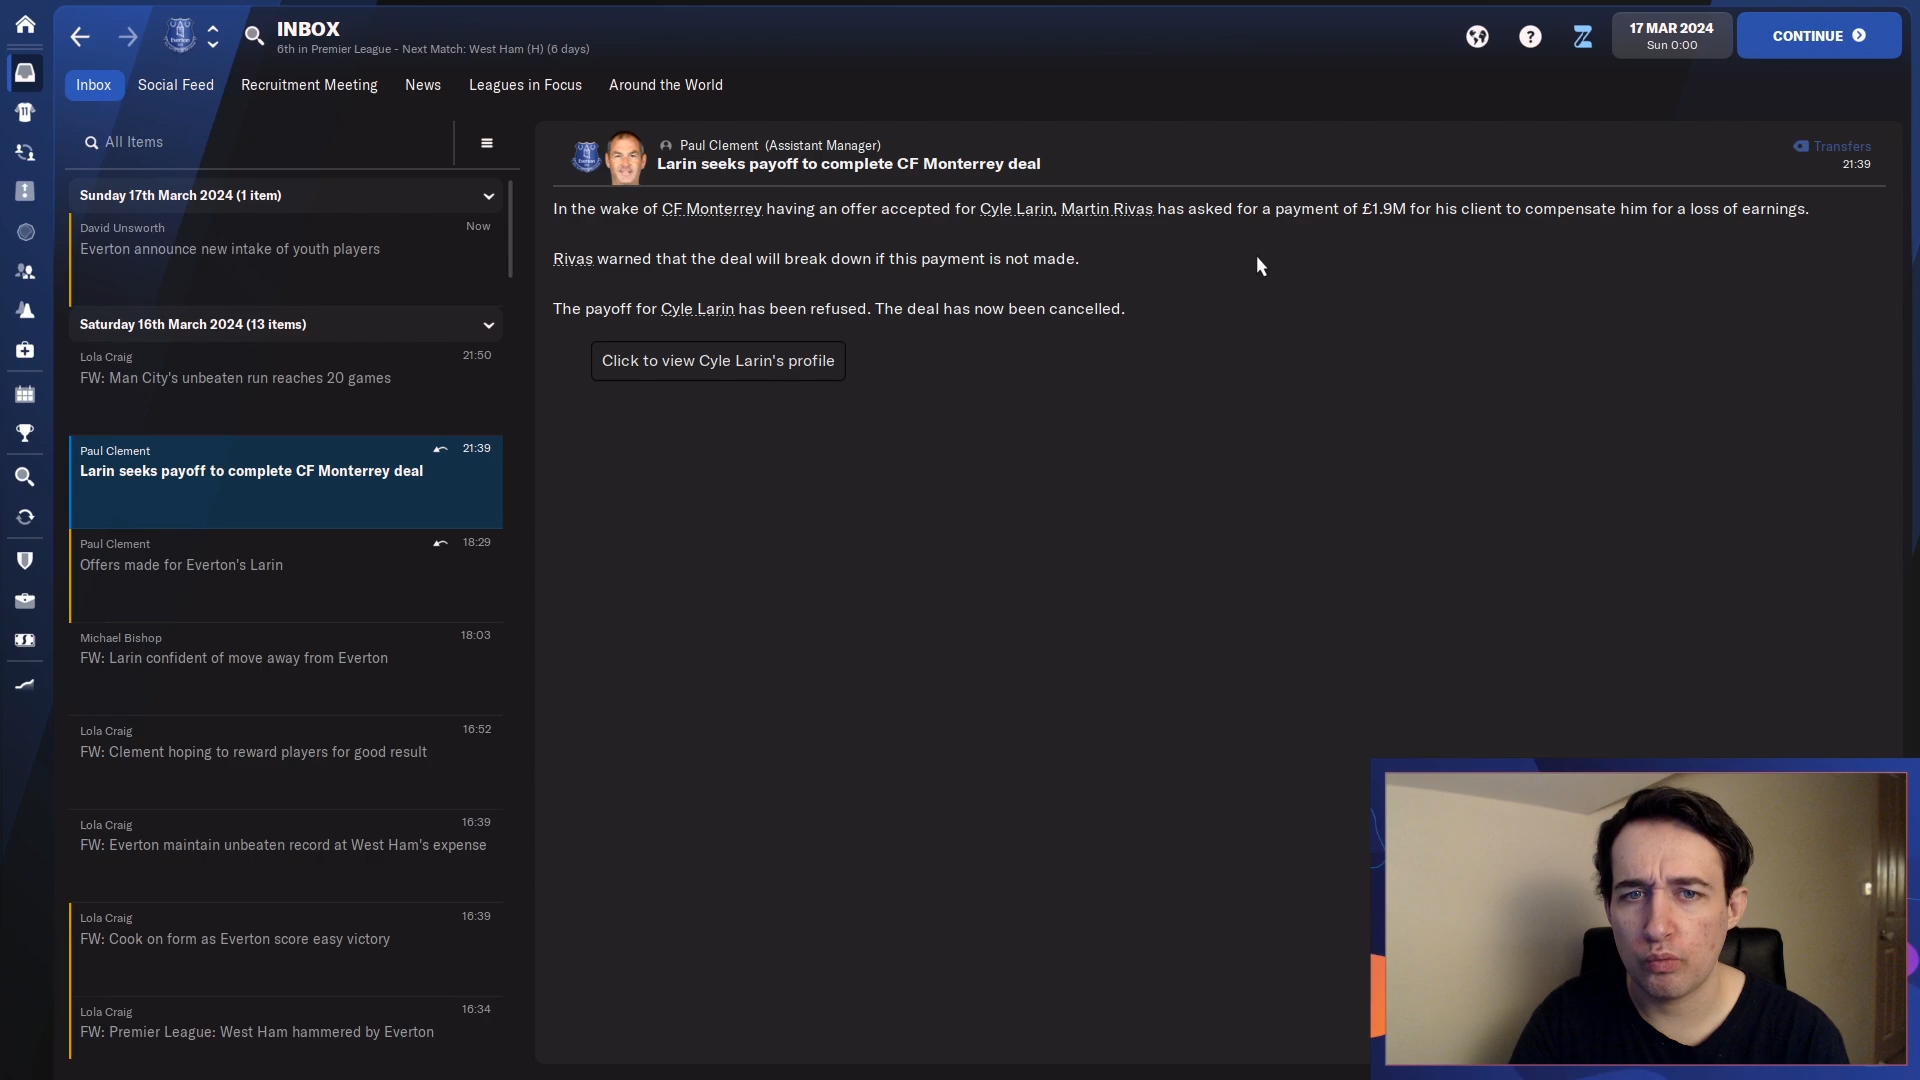 INBOX
6th in Premier League - Next Match: West Ham (H) (6 days)
17 MAR 2024
Sun 0:00
CONTINUE
Inbox
Social Feed
Recruitment Meeting
News
Leagues in Focus
Around the World
All Items
Sunday 17th March 2024 (1 item)
David Unsworth
Now
Everton announce new intake of youth players
Saturday 16th March 2024 (13 items)
Lola Craig
21:50
FW: Man City's unbeaten run reaches 20 games
Paul Clement
21:39
Larin seeks payoff to complete CF Monterrey deal
Paul Clement
18:29
Offers made for Everton's Larin
Michael Bishop
18:03
FW: Larin confident of move away from Everton
Lola Craig
16:52
FW: Clement hoping to reward players for good result
Lola Craig
16:39
FW: Everton maintain unbeaten record at West Ham's expense
Lola Craig
16:39
FW: Cook on form as Everton score easy victory
Lola Craig
16:34
FW: Premier League: West Ham hammered by Everton
Paul Clement (Assistant Manager)
Larin seeks payoff to complete CF Monterrey deal
Transfers
21:39
In the wake of CF Monterrey having an offer accepted for Cyle Larin, Martin Rivas has asked for a payment of £1.9M for his client to compensate him for a loss of earnings.
Rivas warned that the deal will break down if this payment is not made.
The payoff for Cyle Larin has been refused. The deal has now been cancelled.
Click to view Cyle Larin's profile